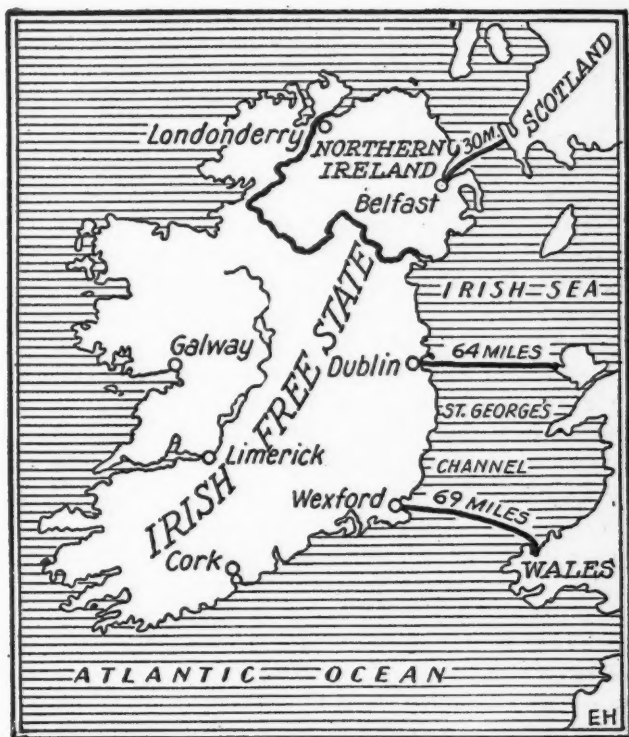 SCOTLAND
Londonderry
30M.
NORTHERN
IRELAND
Belfast
IRISH SEA
IRISH FREE STATE
Galway
Dublin
64 MILES
ST. GEORGE'S
CHANNEL
Limerick
Wexford
69 MILES
Cork
WALES
ATLANTIC OCEAN
EH